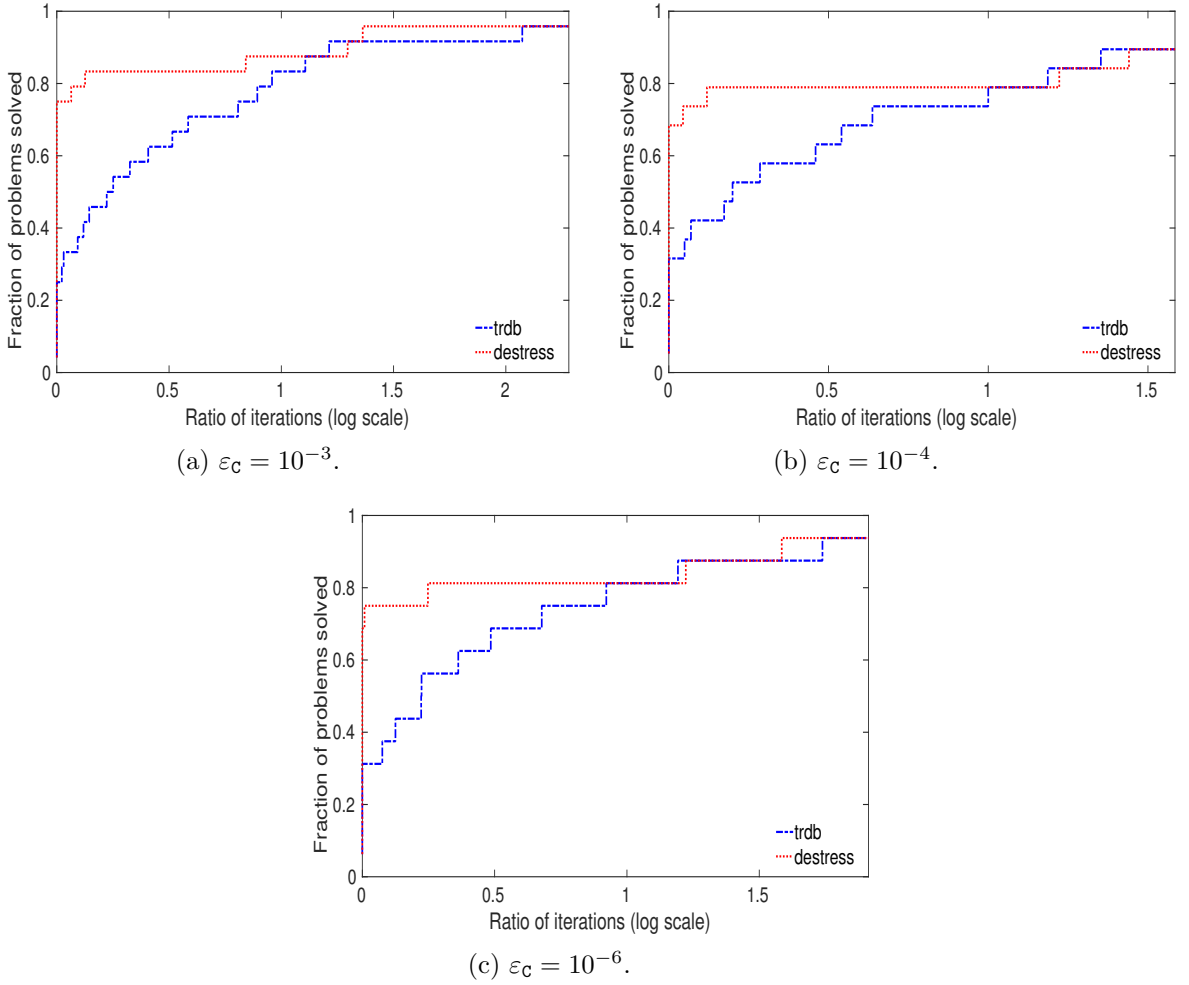 1
0.8
0.6
0.4
0.2
0
Fraction of problems solved
0 0.5 1 1.5 2
Ratio of iterations (log scale)
trdb
destress
(a) ε_C = 10^{-3}.
1
0.8
0.6
0.4
0.2
0
Fraction of problems solved
0 0.5 1 1.5
Ratio of iterations (log scale)
trdb
destress
(b) ε_C = 10^{-4}.
1
0.8
0.6
0.4
0.2
0
Fraction of problems solved
0 0.5 1 1.5
Ratio of iterations (log scale)
trdb
destress
(c) ε_C = 10^{-6}.